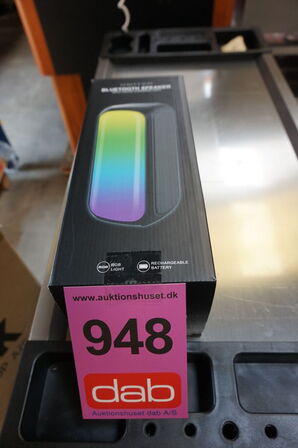 BLUETOOTH SPEAKER
RGB
LIGHT
RECHARGEABLE
BATTERY
www.auktionshuset.dk
948
dab
Auktionshuset dab A/S